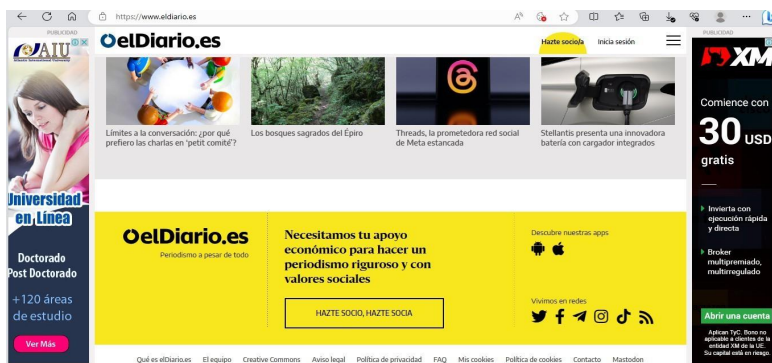 https://www.eldiario.es
PUBLICIDAD
AIU
Universidad
en Línea
Doctorado
Post Doctorado
+120 áreas
de estudio
Ver Más
elDiario.es
Hazte socio/a
Inicia sesión
Límites a la conversación: ¿por qué
prefiero las charlas en 'petit comité'?
Los bosques sagrados del Épiro
Threads, la prometedora red social
de Meta estancada
Stellantis presenta una innovadora
batería con cargador integrados
elDiario.es
Periodismo a pesar de todo
Necesitamos tu apoyo
económico para hacer un
periodismo riguroso y con
valores sociales
HAZTE SOCIO, HAZTE SOCIA
Descubre nuestras apps
Vivimos en redes
Qué es elDiario.es El equipo Creative Commons Aviso legal Política de privacidad FAQ Mis cookies Política de cookies Contacto Mastodon
PUBLICIDAD
XM
Comience con
30 USD
gratis
Invierta con
ejecución rápida
y directa
Broker
multipremiado,
multirregulado
Abrir una cuenta
Aplican TyC. Bono no
aplicable a clientes de la
entidad XM de la UE.
Su capital está en riesgo.